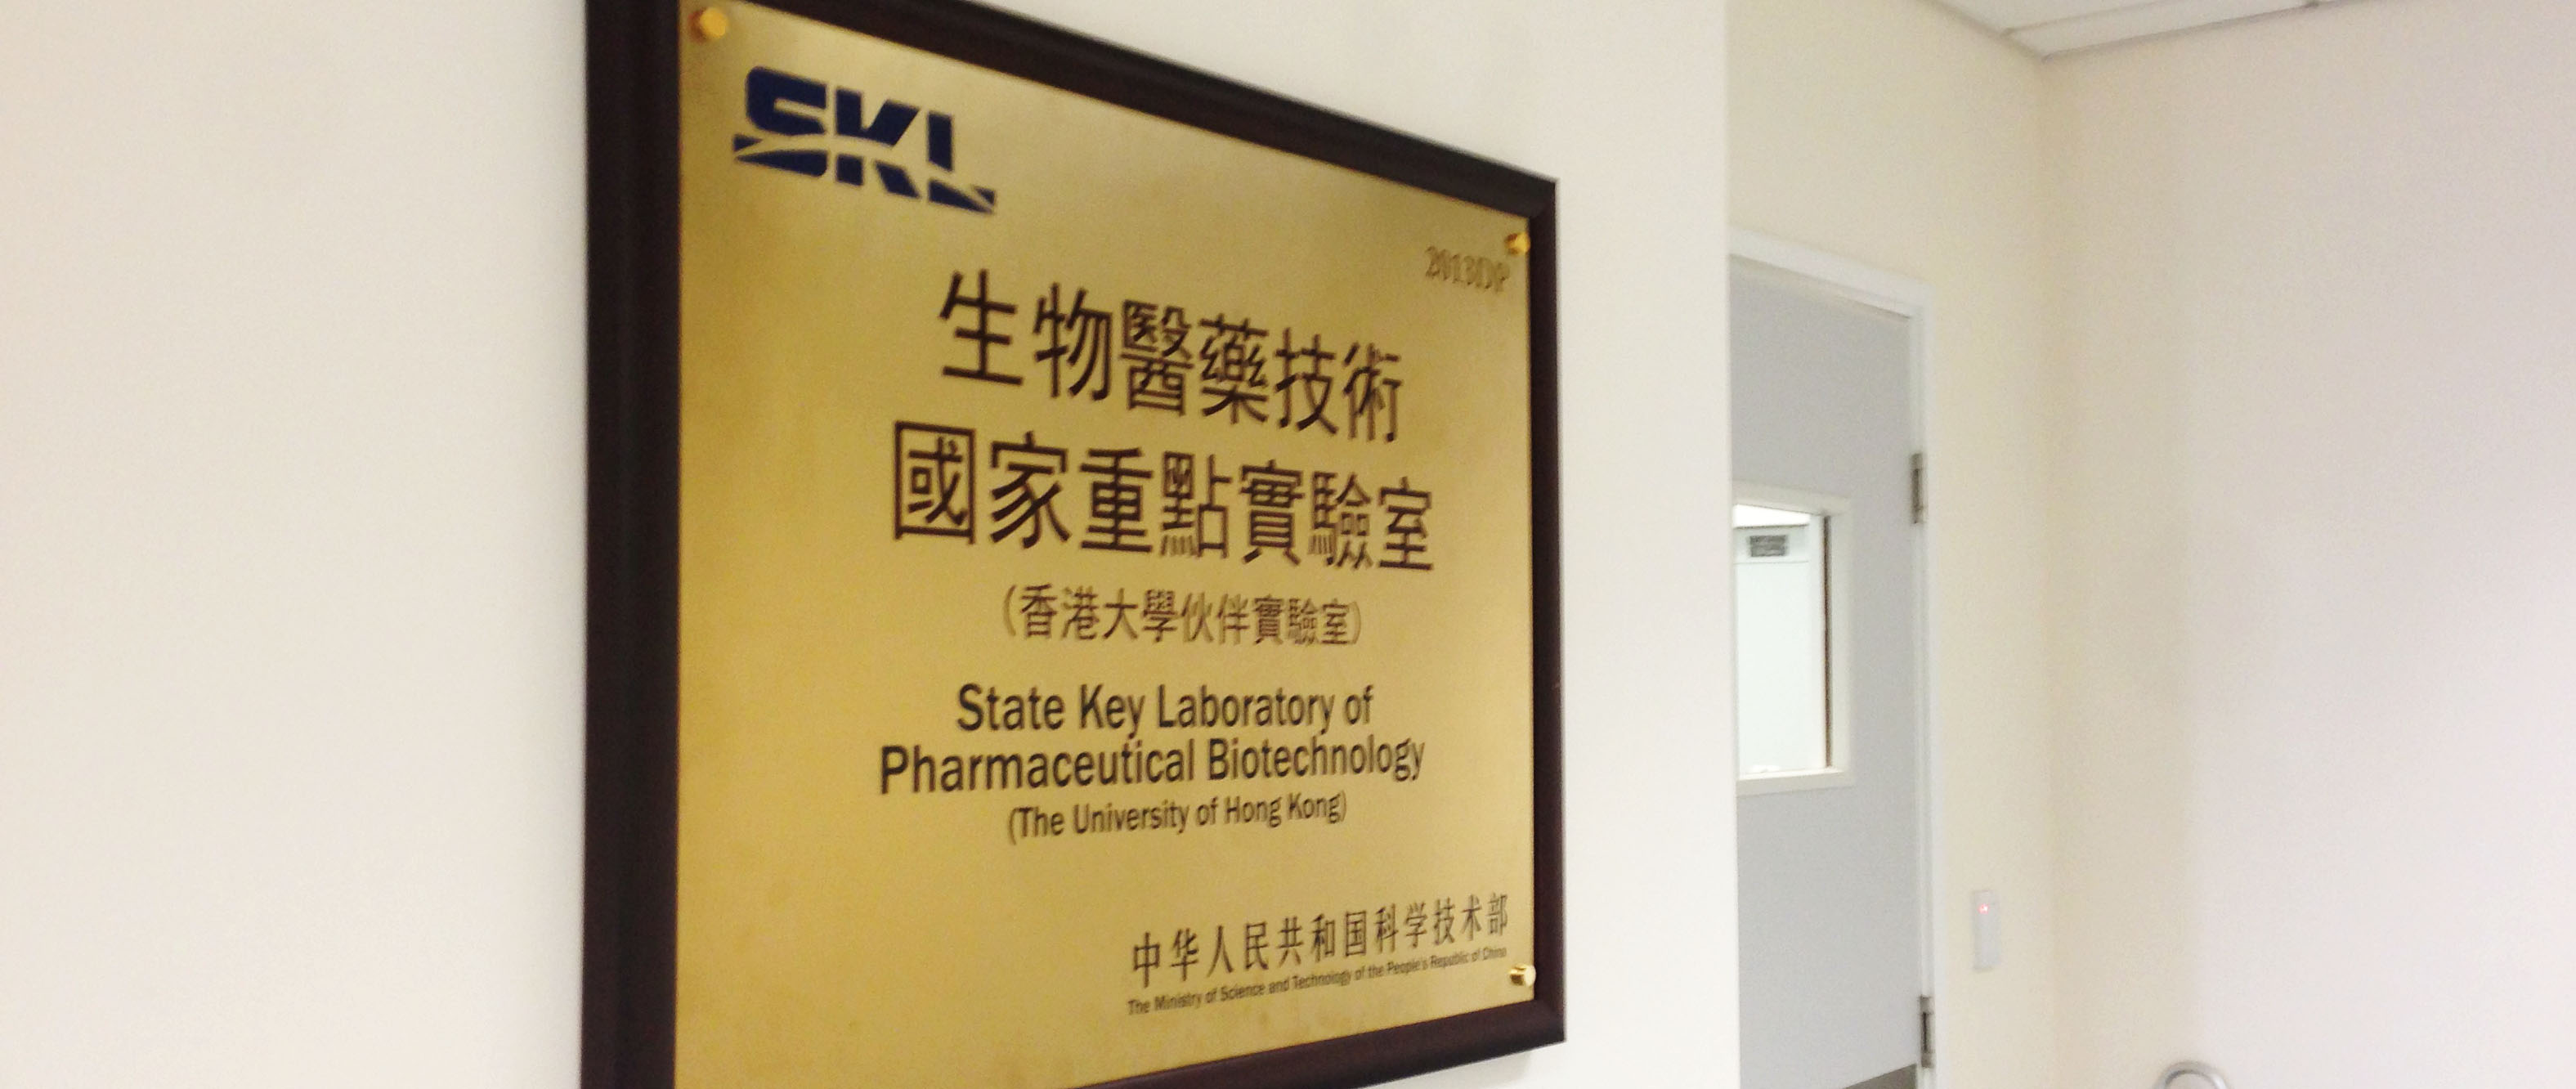 SKL
2013DP
生物醫藥技術
國家重點實驗室
(香港大學伙伴實驗室)
State Key Laboratory of
Pharmaceutical Biotechnology
(The University of Hong Kong)
中华人民共和国科学技术部
The Ministry of Science and Technology of the People's Republic of China